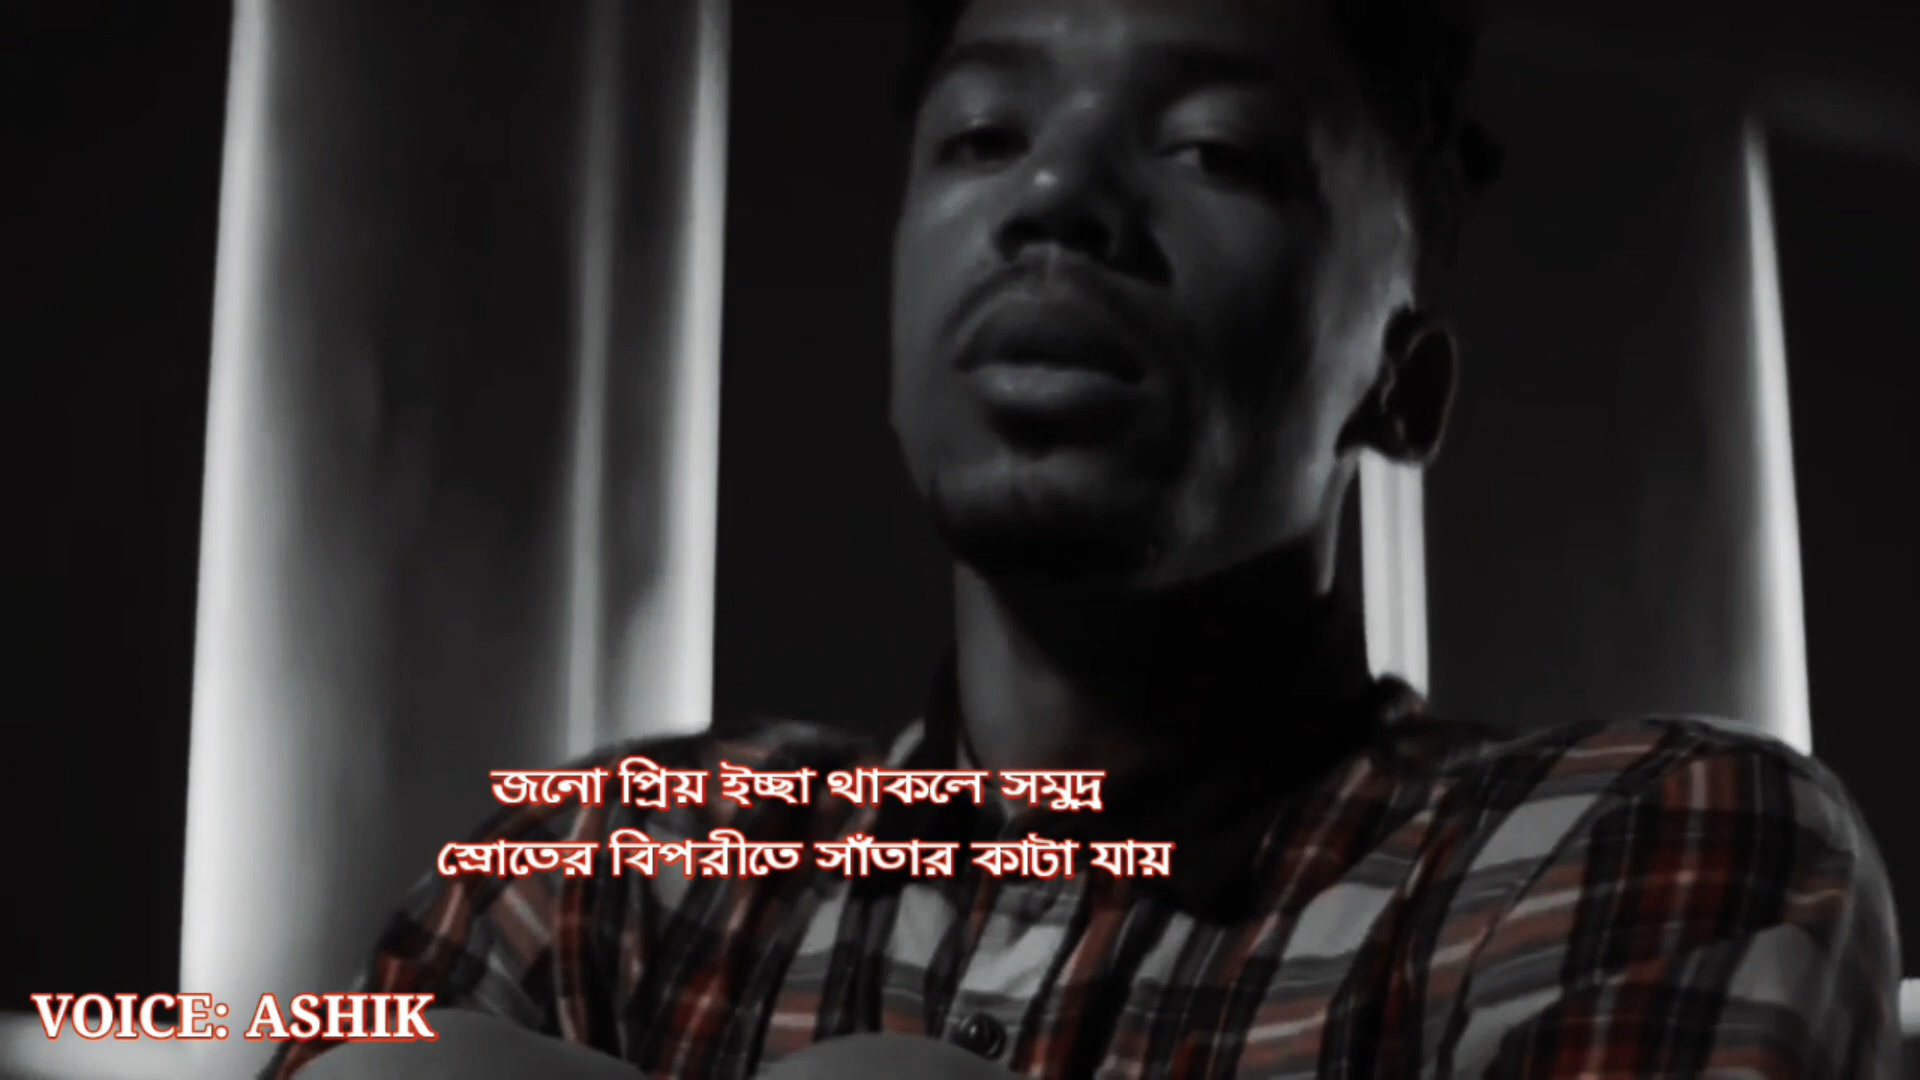 জনো প্রিয় ইচ্ছা থাকলে সমুদ্র
স্রোতের বিপরীতে সাঁতার কাটা যায়
VOICE: ASHIK